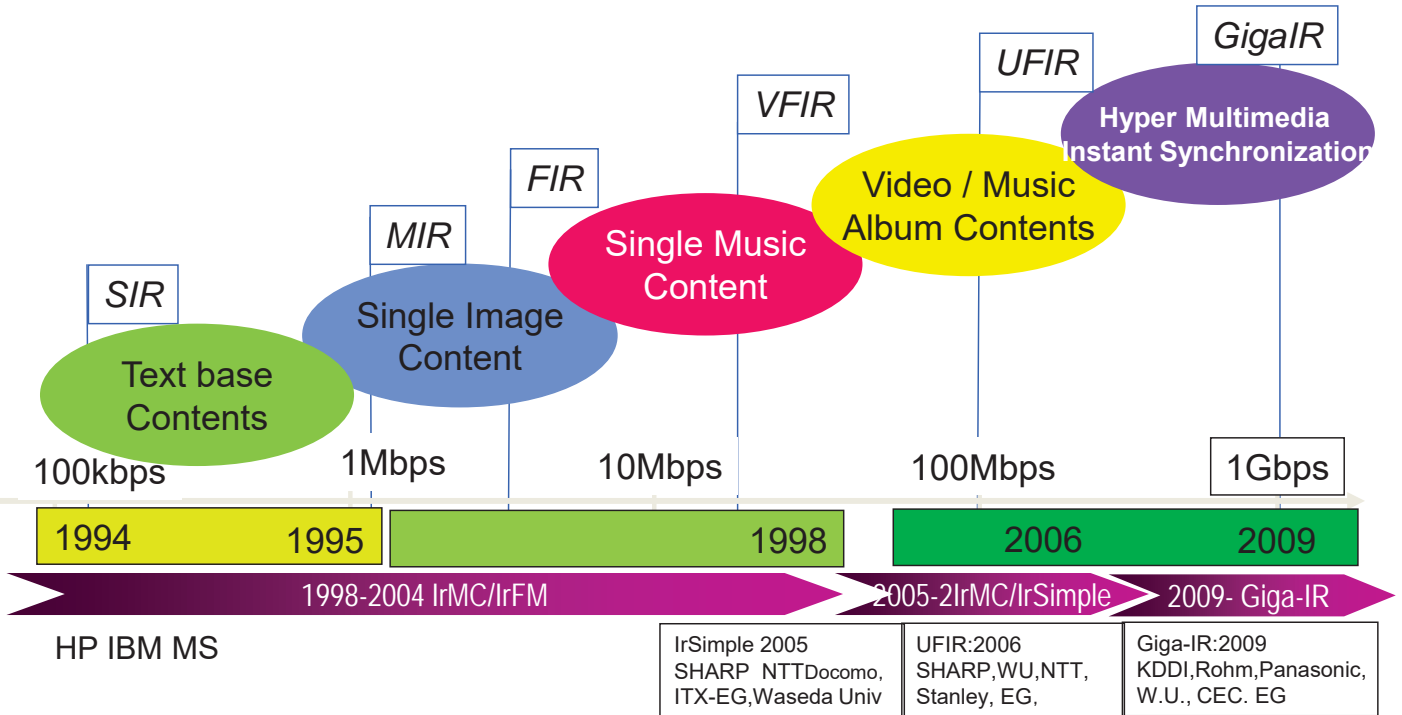 GigaIR
UFIR
VFIR
FIR
MIR
SIR
Hyper Multimedia
Instant Synchronization
Video / Music
Album Contents
Single Music
Content
Single Image
Content
Text base
Contents
100kbps
1Mbps
10Mbps
100Mbps
1Gbps
1994
1995
1998
2006
2009
1998-2004 IrMC/IrFM
2005-2IrMC/IrSimple
2009- Giga-IR
HP IBM MS
IrSimple 2005
SHARP NTTDocomo,
ITX-EG,Waseda Univ
UFIR:2006
SHARP,WU,NTT,
Stanley, EG,
Giga-IR:2009
KDDI,Rohm,Panasonic,
W.U., CEC. EG